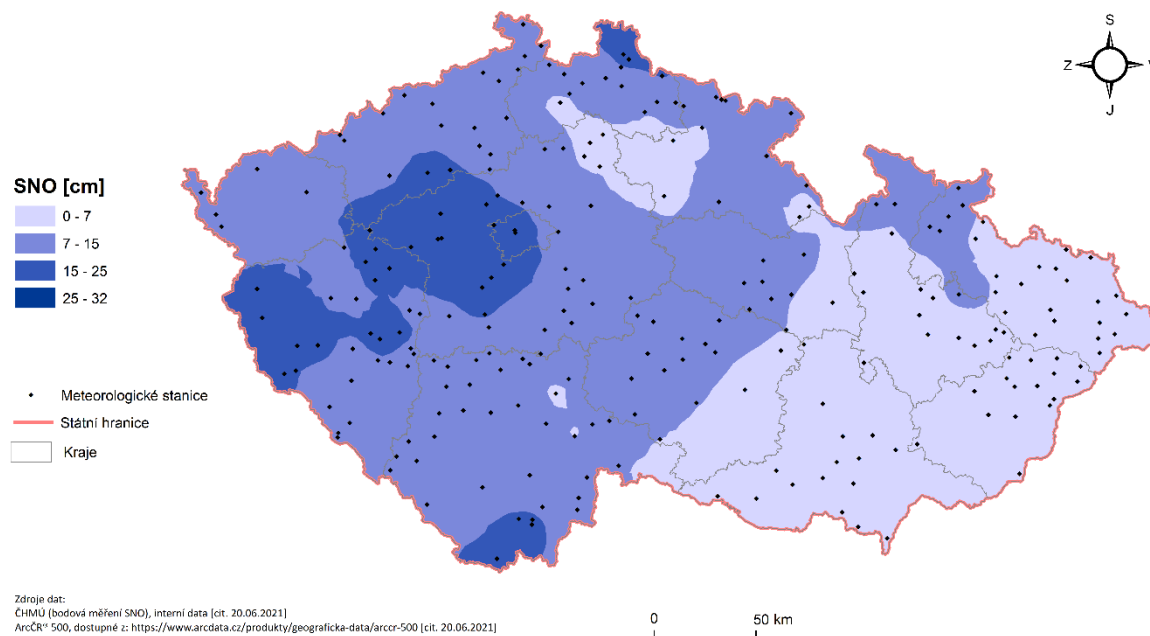 S
Z
V
J
SNO [cm]
0 - 7
7 - 15
15 - 25
25 - 32
Meteorologické stanice
Státní hranice
Kraje
Zdroje dat:
ČHMÚ (bodová měření SNO), interní data [cit. 20.06.2021]
ArcČR® 500, dostupné z: https://www.arcdata.cz/produkty/geograficka-data/arccr-500 [cit. 20.06.2021]
0 50 km